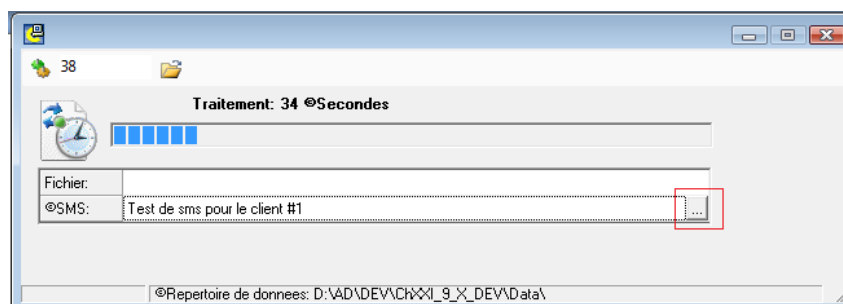 38
Traitement: 34 ©Secondes
Fichier:
©SMS: Test de sms pour le client #1 ...
©Repertoire de donnees: D:\AD\DEV\ChXXI_9_X_DEV\Data\